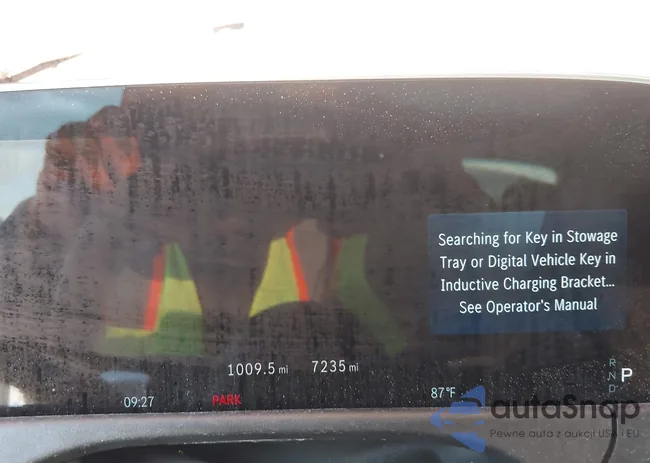 Searching for Key in Stowage
Tray or Digital Vehicle Key in
Inductive Charging Bracket...
See Operator's Manual
1009.5 mi 7235 mi
R
N
D
P
09:27 PARK 87°F
autoSnap
Pewne auta z aukcji USA i EU